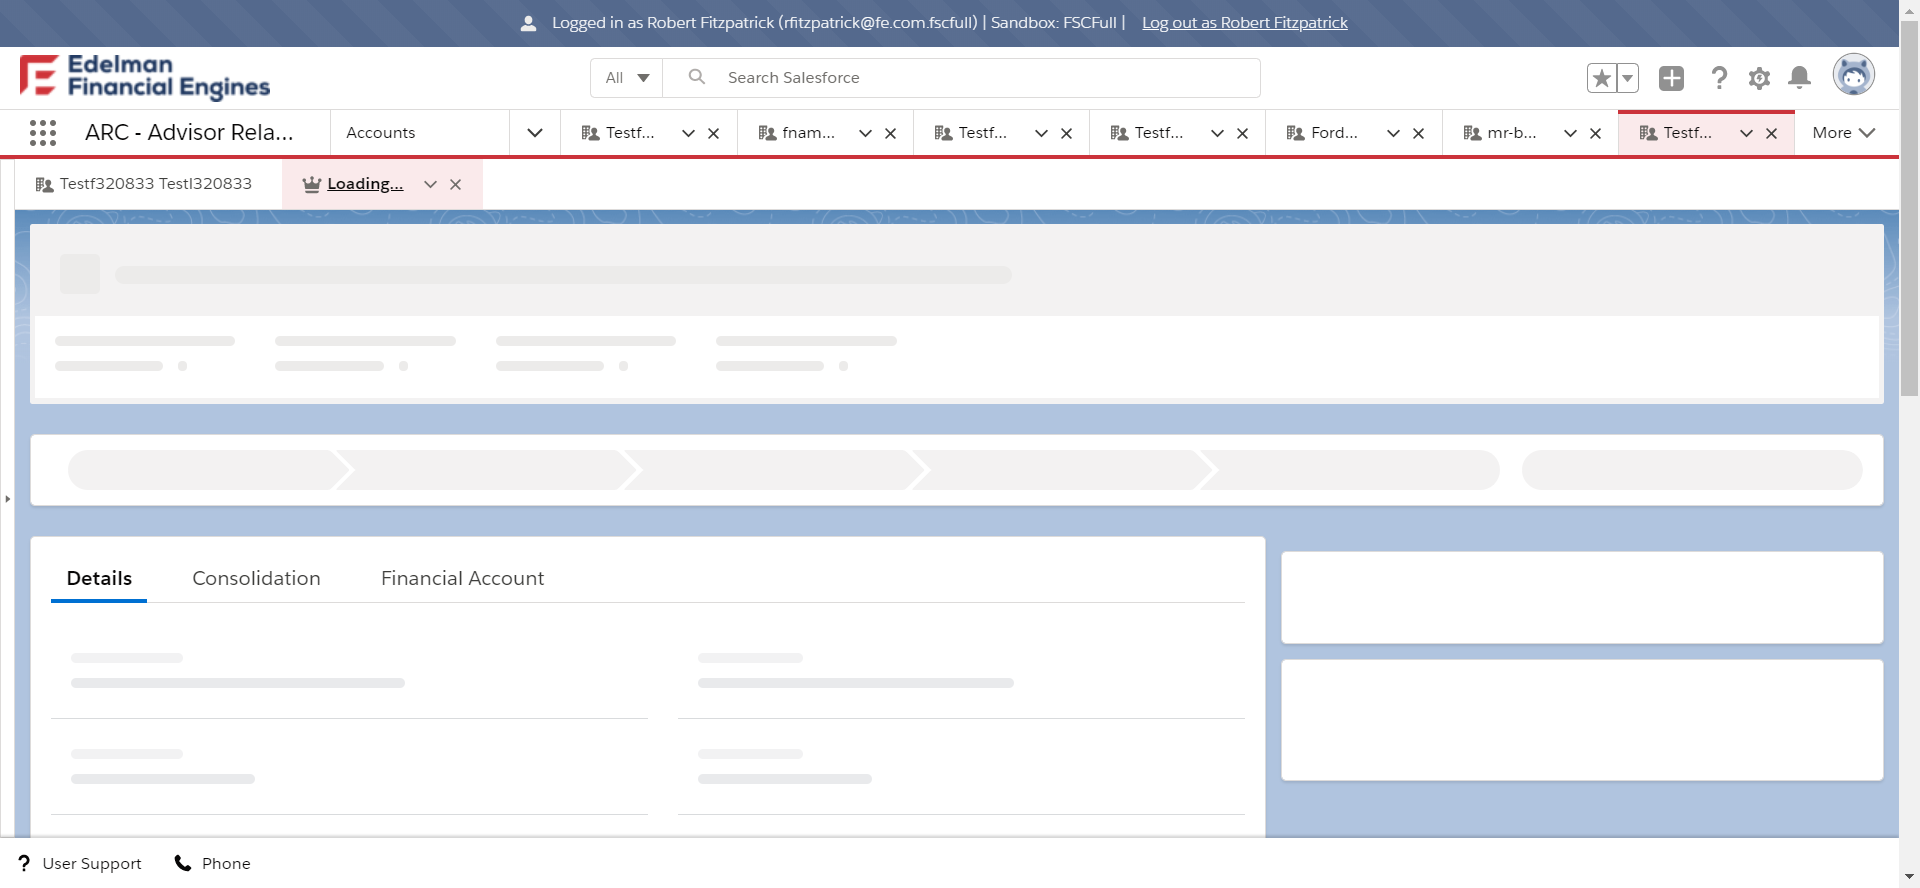 Logged in as Robert Fitzpatrick (rfitzpatrick@fe.com.fscfull) | Sandbox: FSCFull | Log out as Robert Fitzpatrick
Edelman
Financial Engines
All
Search Salesforce
ARC - Advisor Rela...
Accounts
Testf...
fnam...
Testf...
Testf...
Ford...
mr-b...
Testf...
More
Testf320833 Testl320833
Loading...
Details
Consolidation
Financial Account
User Support
Phone